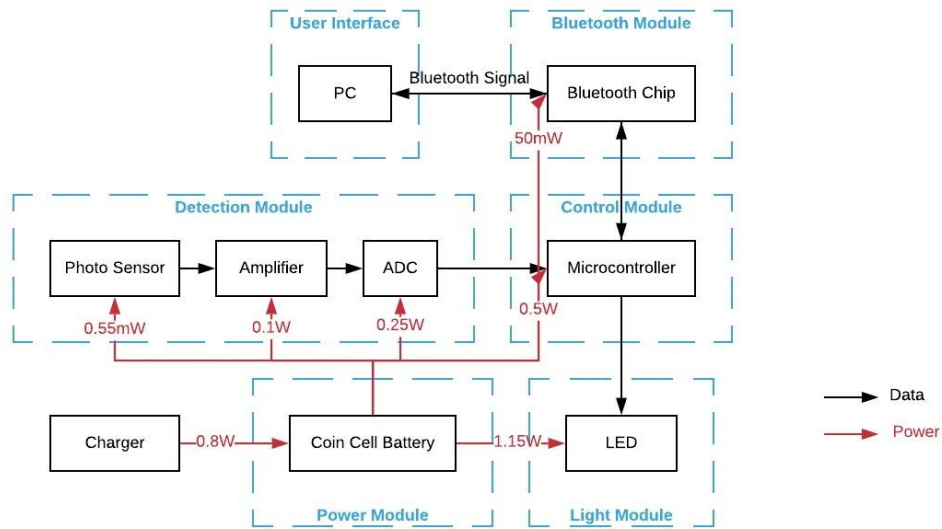 User Interface
Bluetooth Module
PC
Bluetooth Signal
Bluetooth Chip
50mW
Detection Module
Control Module
Photo Sensor
Amplifier
ADC
Microcontroller
0.55mW
0.1W
0.25W
0.5W
Charger
0.8W
Coin Cell Battery
1.15W
LED
Power Module
Light Module
Data
Power